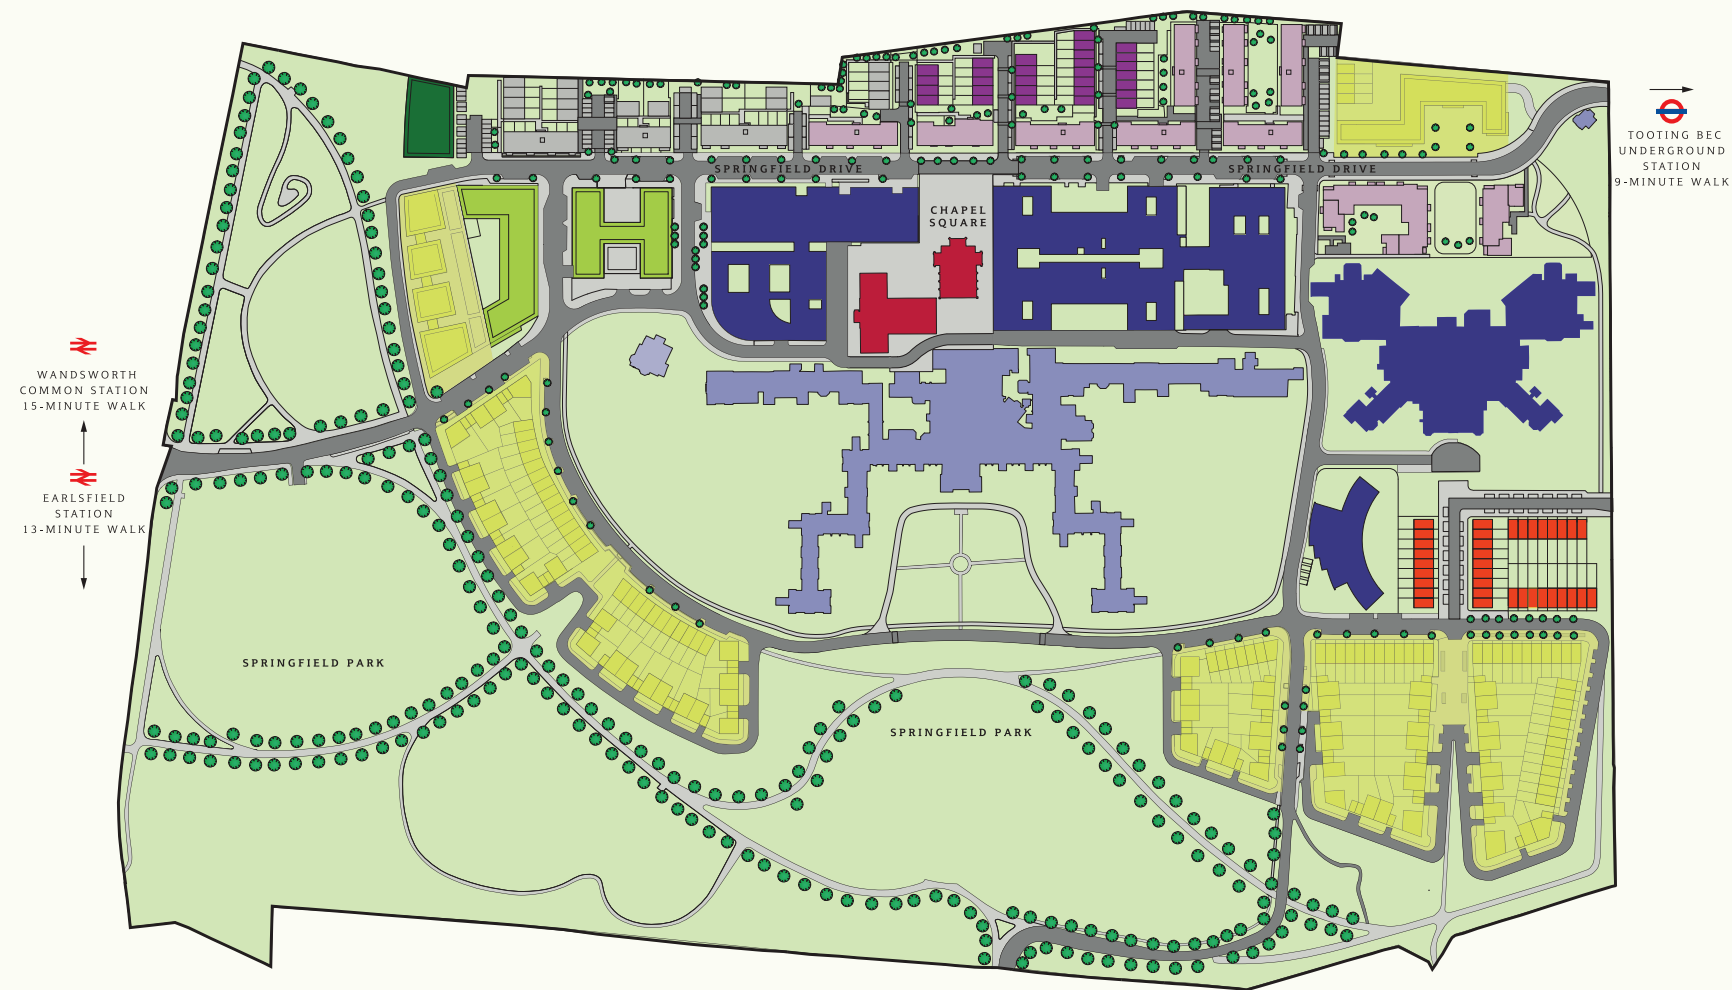 SPRINGFIELD DRIVE
SPRINGFIELD DRIVE
TOOTING BEC
UNDERGROUND
STATION
9-MINUTE WALK
CHAPEL
SQUARE
WANDSWORTH
COMMON STATION
15-MINUTE WALK
EARLSFIELD
STATION
13-MINUTE WALK
SPRINGFIELD PARK
SPRINGFIELD PARK